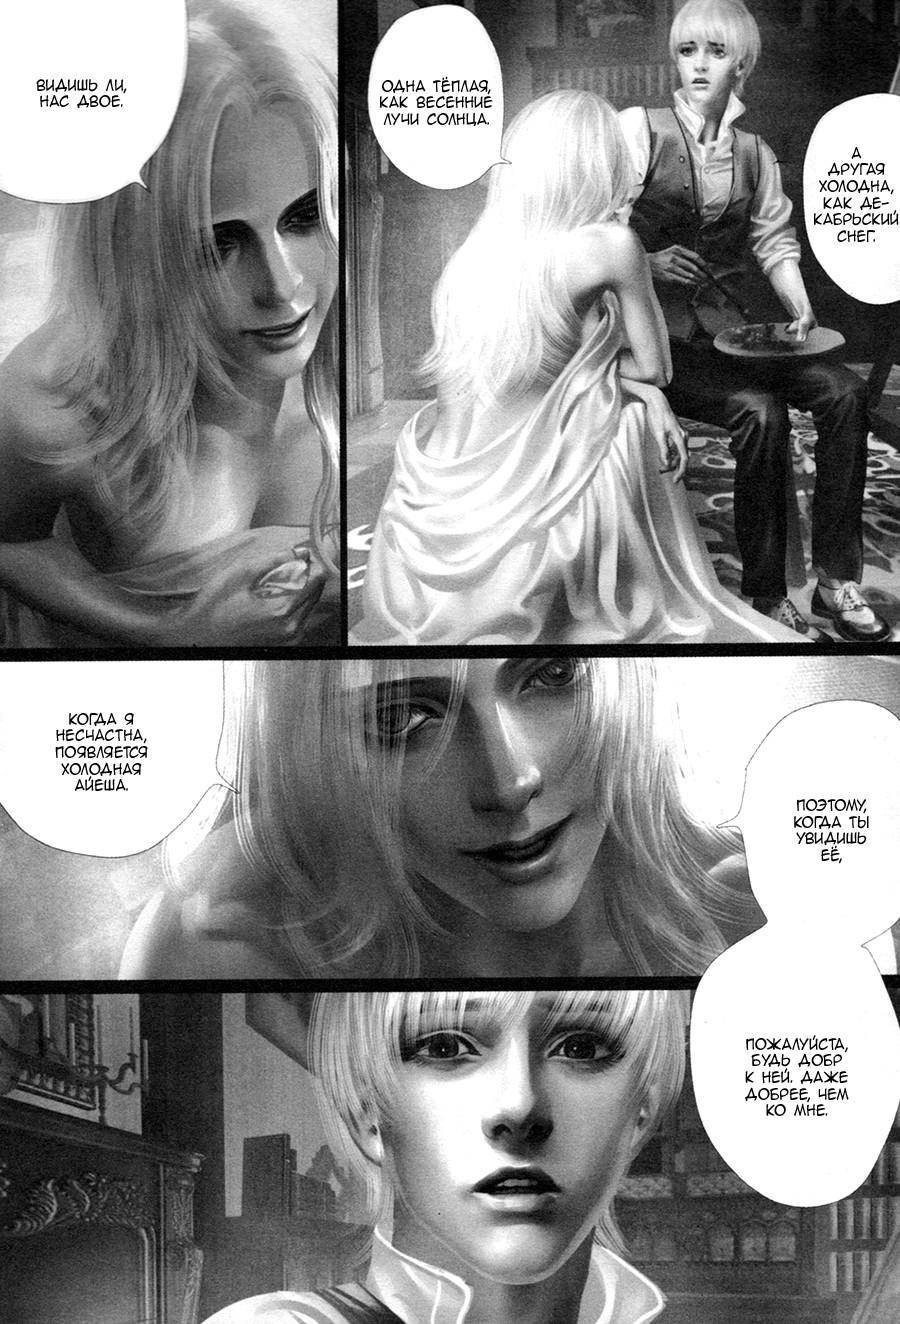 ВИДИШЬ ЛИ,
НАС ДВОЕ.
ОДНА ТЁПЛАЯ,
КАК ВЕСЕННИЕ
ЛУЧИ СОЛНЦА.
А
ДРУГАЯ
ХОЛОДНА,
КАК ДЕ-
КАБРЬСКИЙ
СНЕГ.
КОГДА Я
НЕСЧАСТНА,
ПОЯВЛЯЕТСЯ
ХОЛОДНАЯ
АЙЕША.
ПОЭТОМУ,
КОГДА ТЫ
УВИДИШЬ
ЕЁ,
ПОЖАЛУЙСТА,
БУДЬ ДОБР
К НЕЙ. ДАЖЕ
ДОБРЕЕ, ЧЕМ
КО МНЕ.